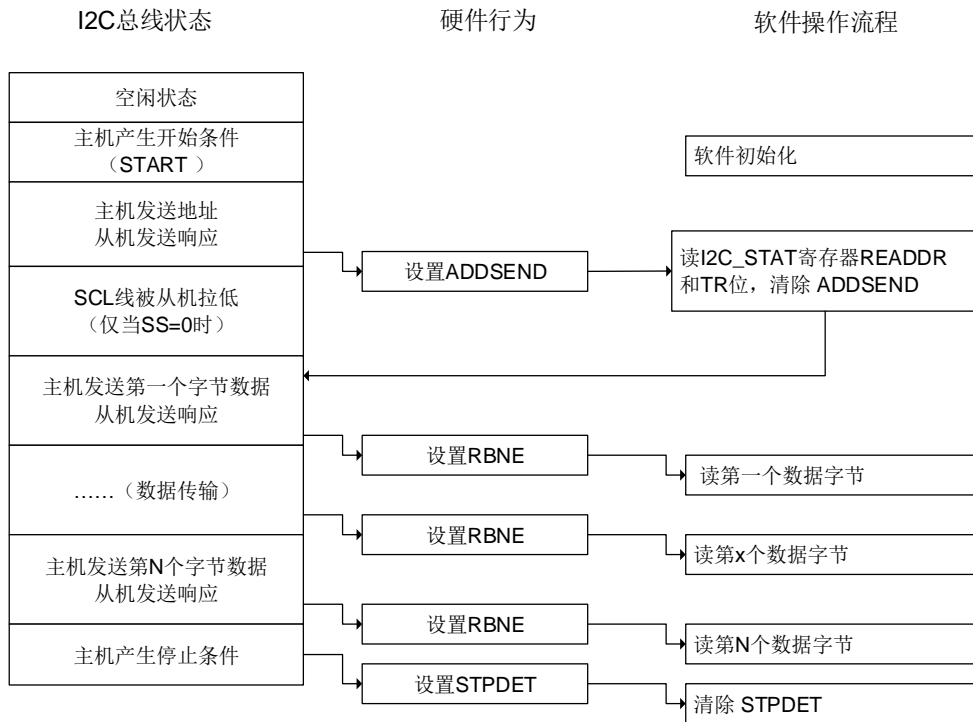 I2C总线状态
硬件行为
软件操作流程
空闲状态
主机产生开始条件
（START ）
软件初始化
主机发送地址
从机发送响应
设置ADDSEND
读I2C_STAT寄存器READDR
和TR位，清除 ADDSEND
SCL线被从机拉低
（仅当SS=0时）
主机发送第一个字节数据
从机发送响应
设置RBNE
读第一个数据字节
……（数据传输）
设置RBNE
读第x个数据字节
主机发送第N个字节数据
从机发送响应
设置RBNE
读第N个数据字节
主机产生停止条件
设置STPDET
清除 STPDET